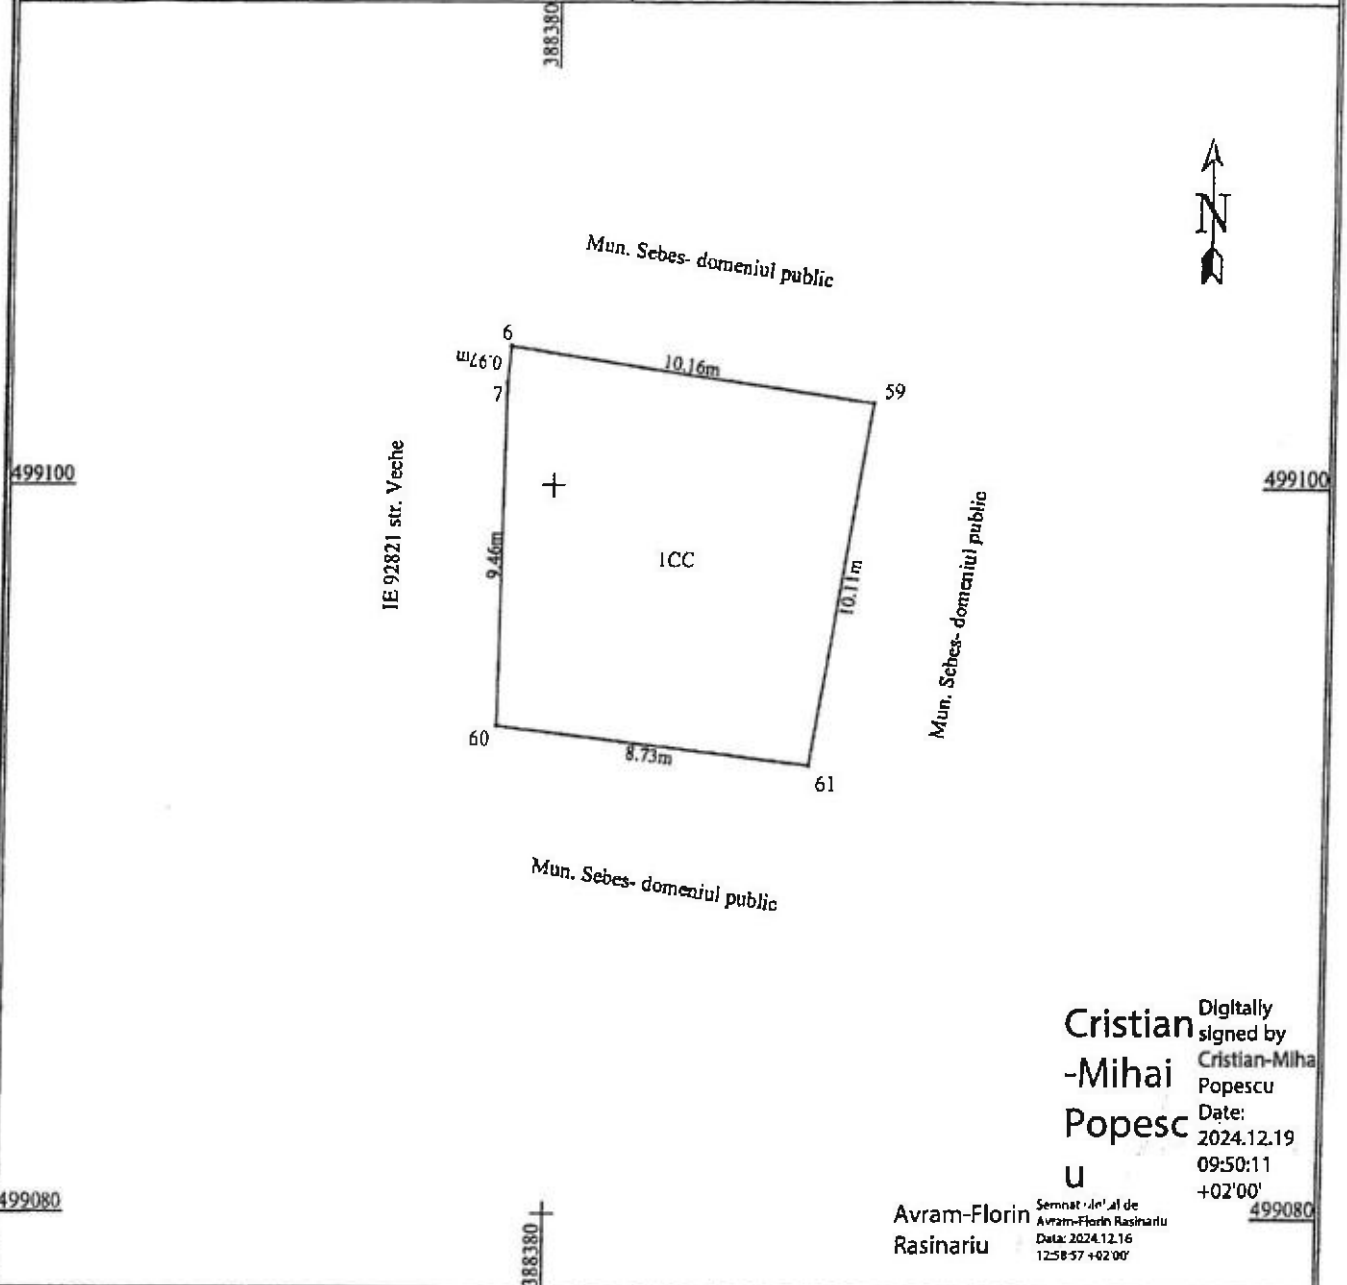 388380
N
Mun. Sebes- domeniul public
6
0.97m
10.16m
7
59
499100
499100
IE 92821 str. Veche
9.46m
1CC
10.11m
Mun. Sebes- domeniul public
60
8.73m
61
Mun. Sebes- domeniul public
Cristian
-Mihai
Popesc
u
Digitally
signed by
Cristian-Miha
Popescu
Date:
2024.12.19
09:50:11
+02'00'
499080
388380
Avram-Florin
Rasinariu
Semnat de
Avram-Florin Rasinariu
Data: 2024.12.16
12:58:57 +02'00'
499080